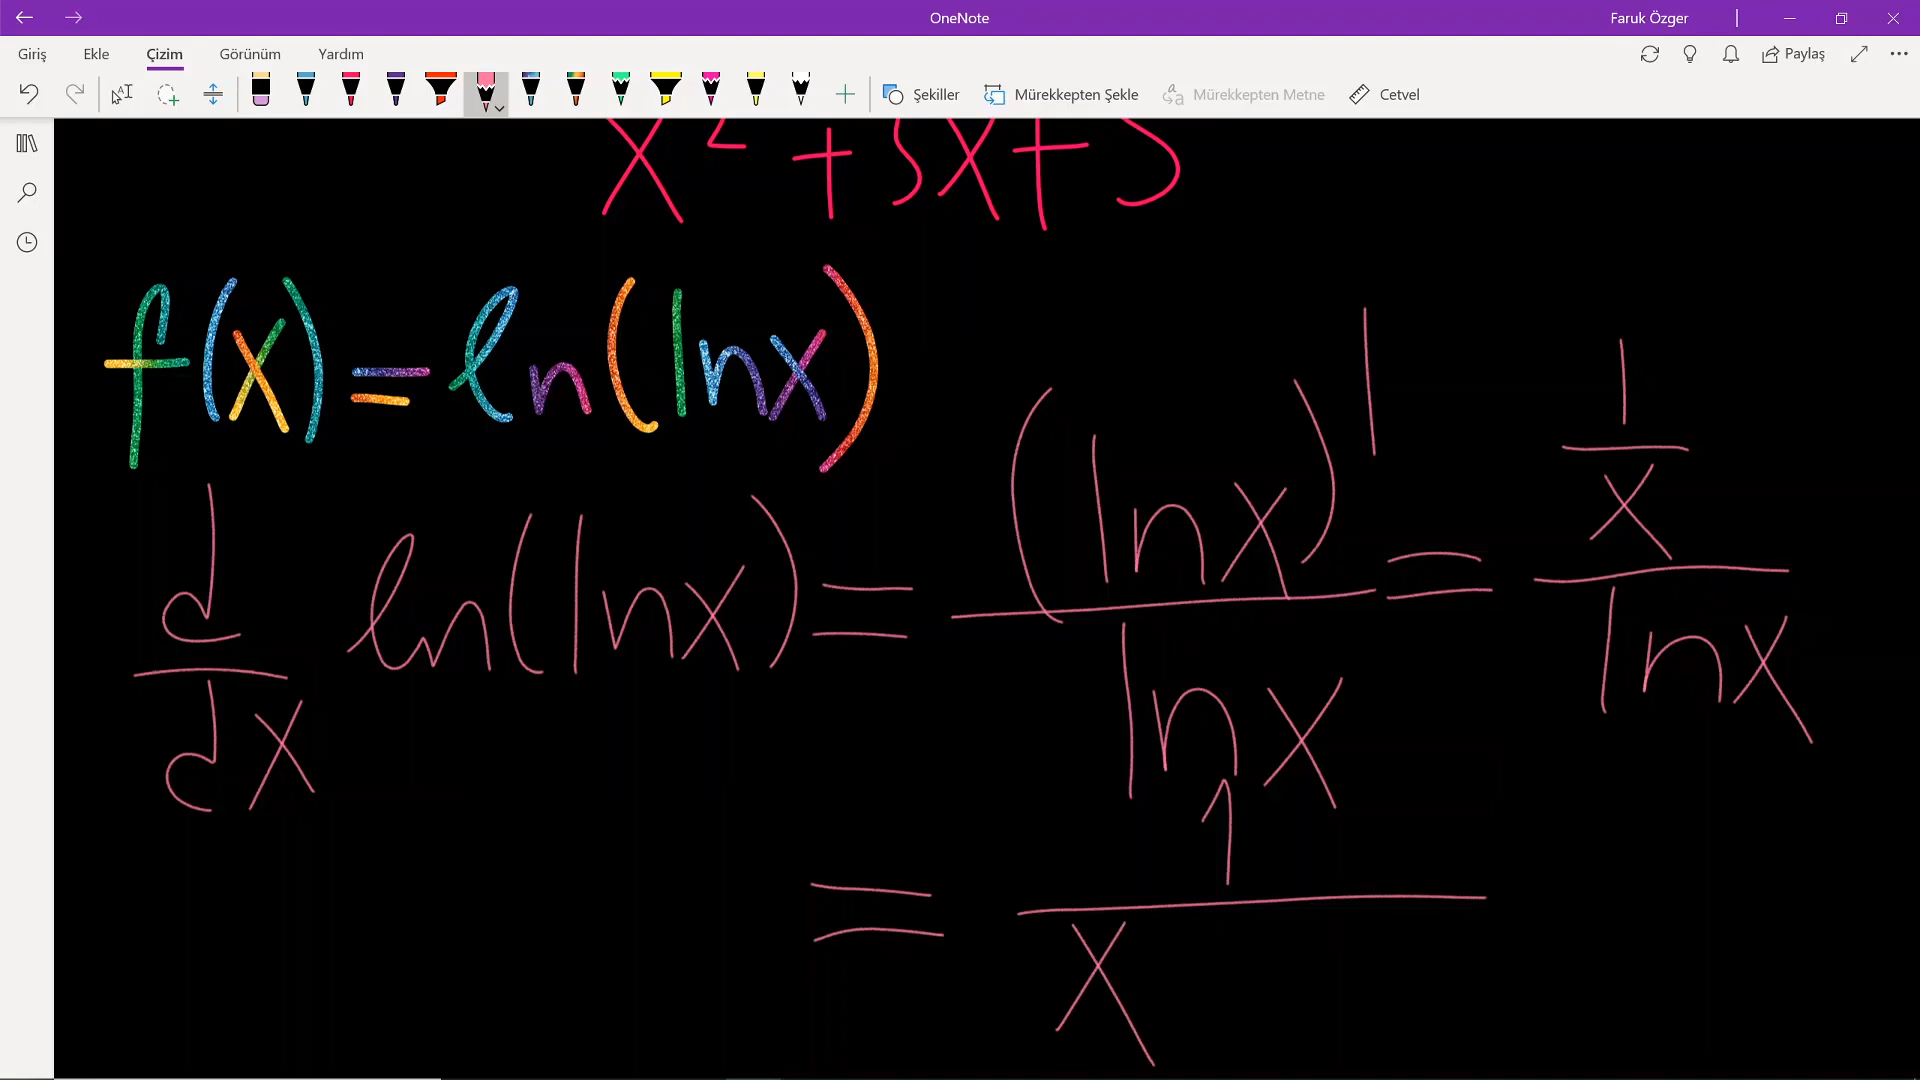 OneNote
Faruk Özger
Giriş Ekle Çizim Görünüm Yardım
Paylaş
Şekiller Mürekkepten Şekle Mürekkepten Metne Cetvel
x² + 3x + 5
f(x) = ln(lnx)
d/dx ln(lnx) = (lnx)'/lnx = 1/x/lnx
= 1/x